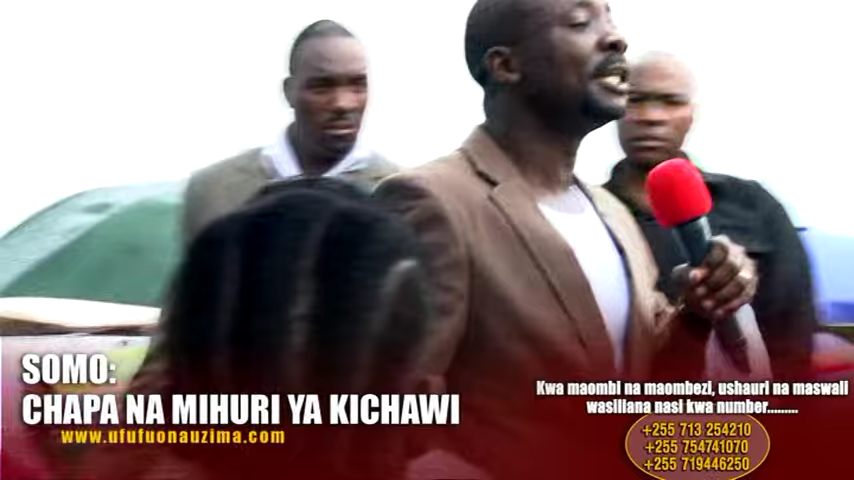 SOMO:
CHAPA NA MIHURI YA KICHAWI
www.ufufuonauzima.com
Kwa maombi na maombezi, ushauri na maswali
wasiliana nasi kwa number.........
+255 713 254210
+255 754741070
+255 719446250